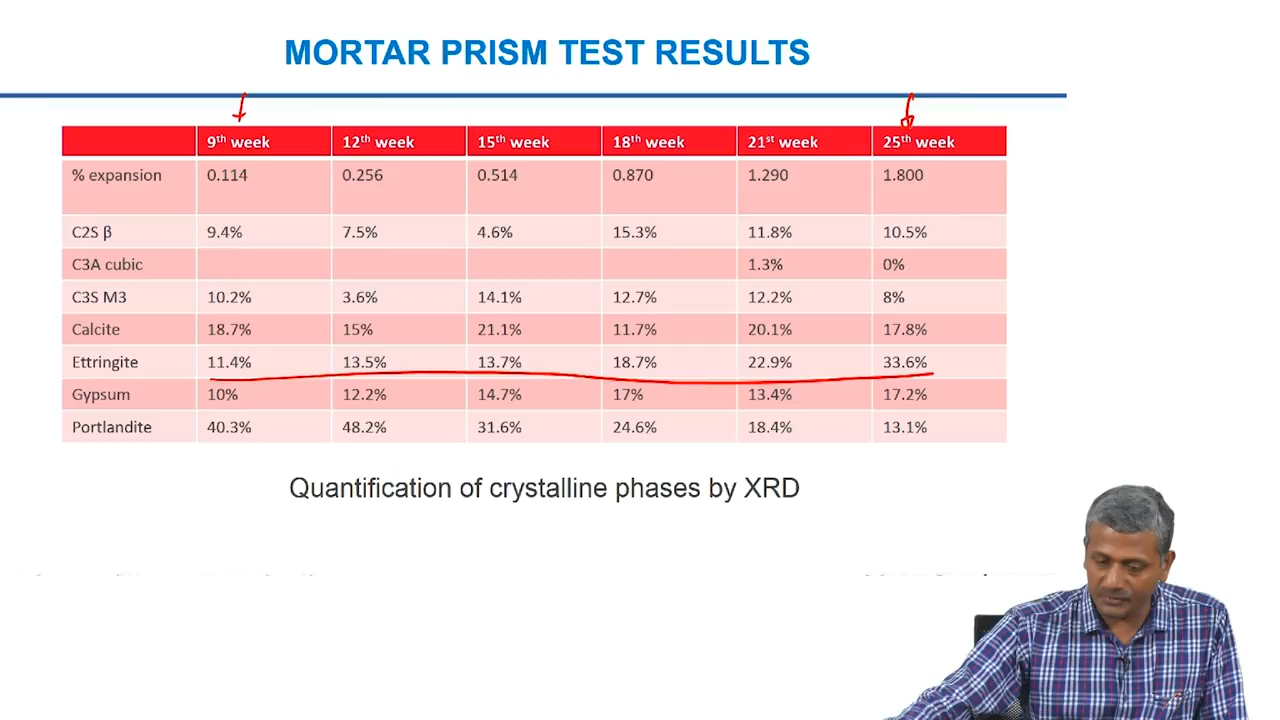 MORTAR PRISM TEST RESULTS
9th week 12th week 15th week 18th week 21st week 25th week
% expansion 0.114 0.256 0.514 0.870 1.290 1.800
C2S β 9.4% 7.5% 4.6% 15.3% 11.8% 10.5%
C3A cubic 1.3% 0%
C3S M3 10.2% 3.6% 14.1% 12.7% 12.2% 8%
Calcite 18.7% 15% 21.1% 11.7% 20.1% 17.8%
Ettringite 11.4% 13.5% 13.7% 18.7% 22.9% 33.6%
Gypsum 10% 12.2% 14.7% 17% 13.4% 17.2%
Portlandite 40.3% 48.2% 31.6% 24.6% 18.4% 13.1%
Quantification of crystalline phases by XRD